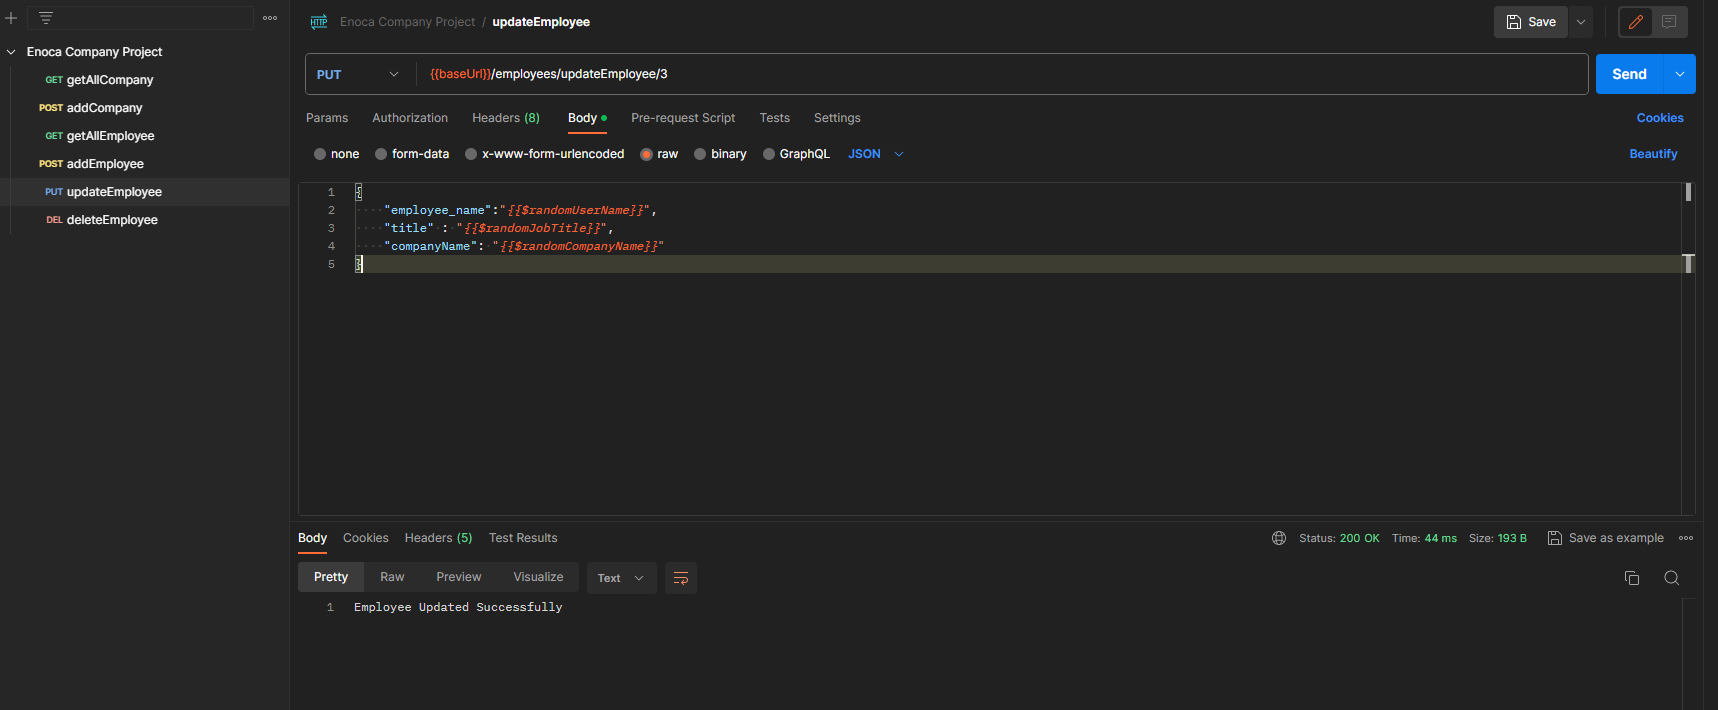 Enoca Company Project / updateEmployee
Save
Enoca Company Project
GET getAllCompany
POST addCompany
GET getAllEmployee
POST addEmployee
PUT updateEmployee
DEL deleteEmployee
PUT {{baseUrl}}/employees/updateEmployee/3
Send
Params Authorization Headers (8) Body Pre-request Script Tests Settings Cookies
none form-data x-www-form-urlencoded raw binary GraphQL JSON Beautify
1 {
2 "employee_name":"{{$randomUserName}}",
3 "title" : "{{$randomJobTitle}}",
4 "companyName": "{{$randomCompanyName}}"
5 }
Body Cookies Headers (5) Test Results Status: 200 OK Time: 44 ms Size: 193 B Save as example
Pretty Raw Preview Visualize Text
1 Employee Updated Successfully